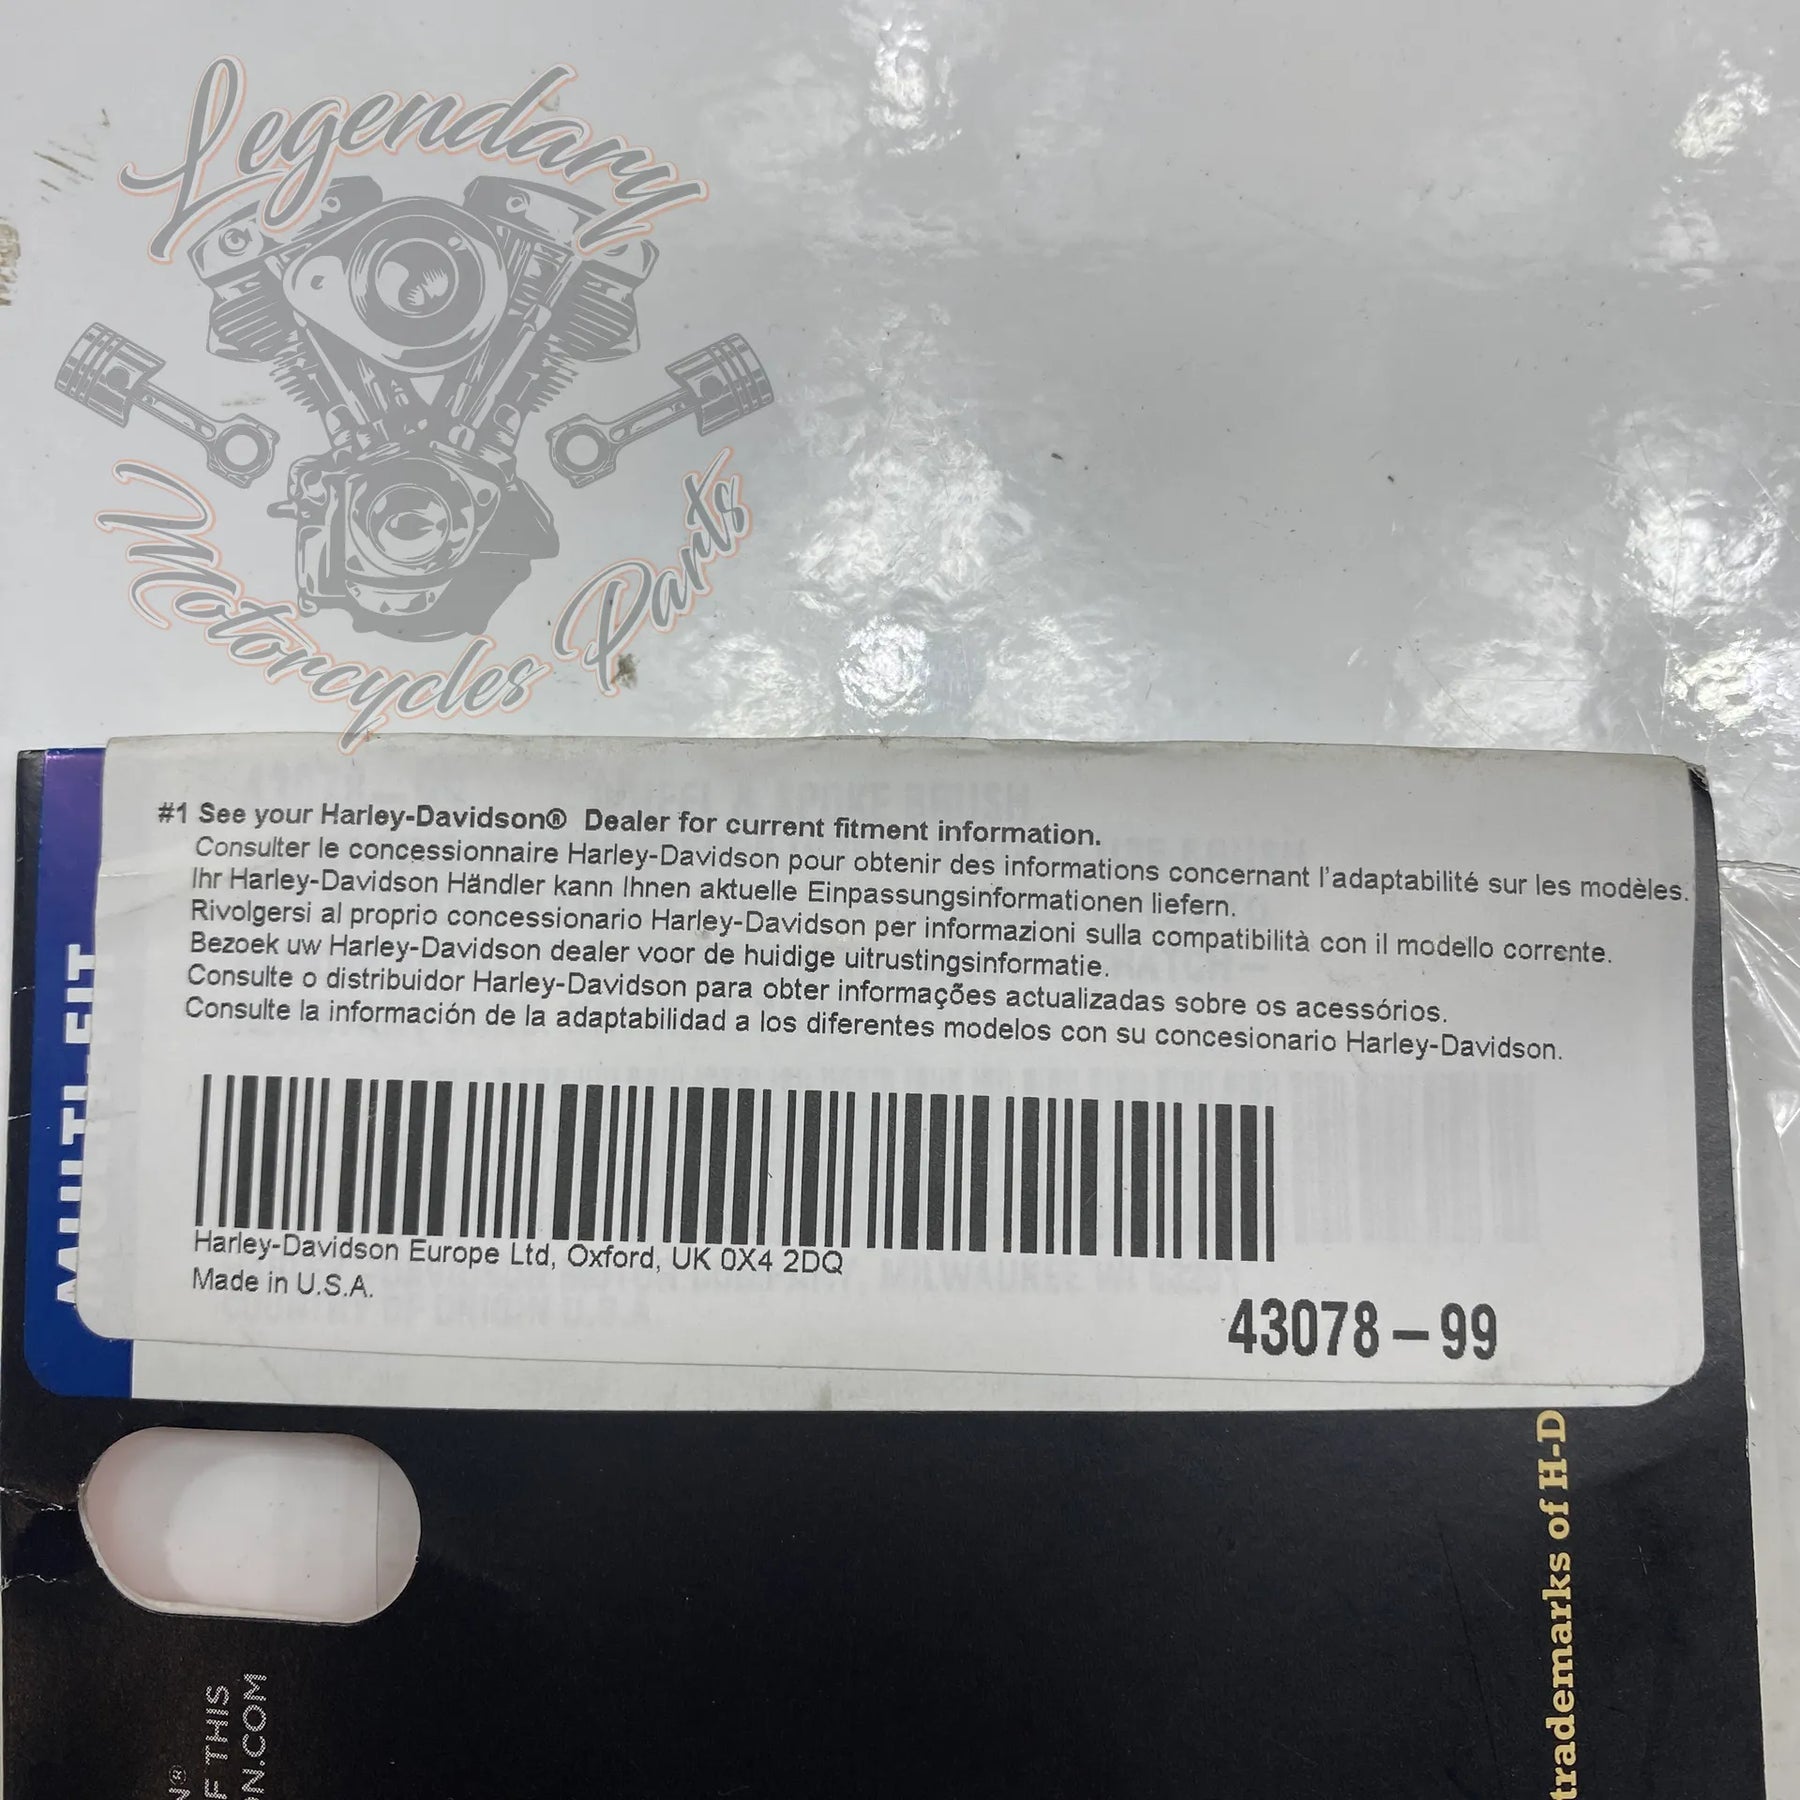 Legendary
Motorcycles Parts
#1 See your Harley-Davidson® Dealer for current fitment information.
Consulter le concessionnaire Harley-Davidson pour obtenir des informations concernant l'adaptabilité sur les modèles.
Ihr Harley-Davidson Händler kann Ihnen aktuelle Einpassungsinformationen liefern.
Rivolgersi al proprio concessionario Harley-Davidson per informazioni sulla compatibilità con il modello corrente.
Bezoek uw Harley-Davidson dealer voor de huidige uitrustingsinformatie.
Consulte o distribuidor Harley-Davidson para obter informações actualizadas sobre os acessórios.
Consulte la información de la adaptabilidad a los diferentes modelos con su concesionario Harley-Davidson.
Harley-Davidson Europe Ltd, Oxford, UK 0X4 2DQ
Made in U.S.A.
43078-99
MULTI-FIT
trademarks of H-D
N®
F THIS
ON.COM